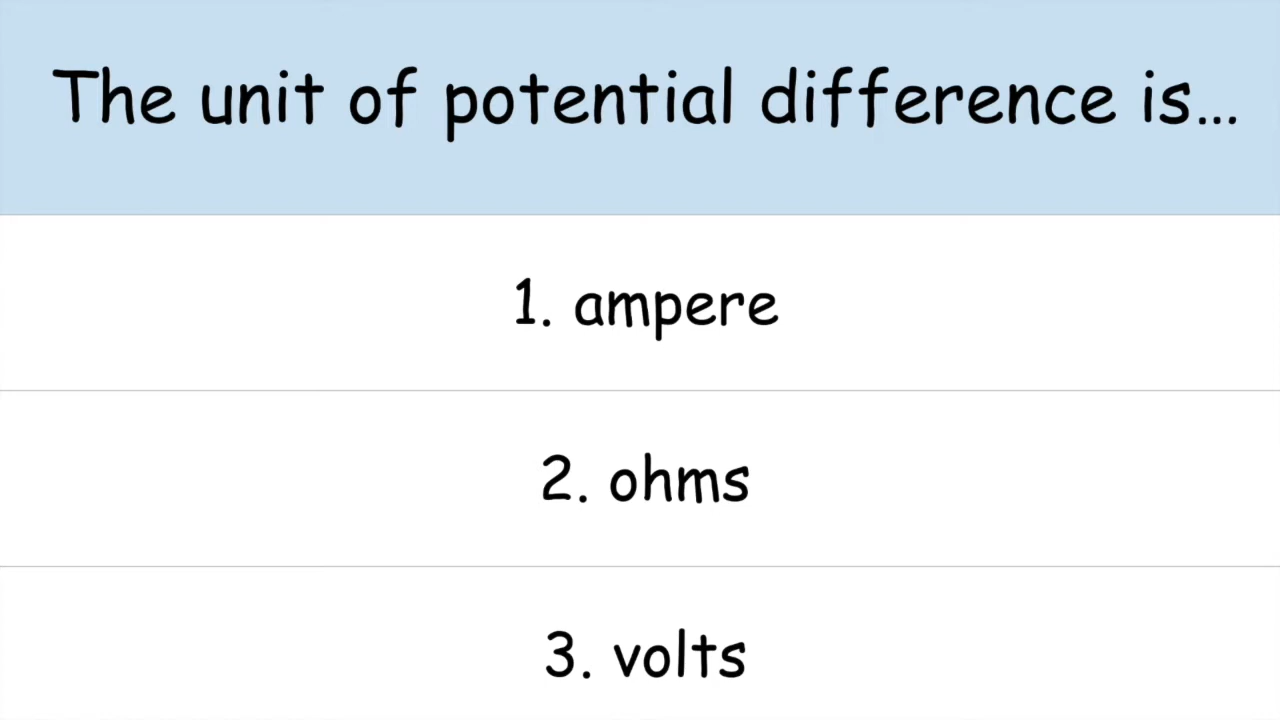 The unit of potential difference is...
1. ampere
2. ohms
3. volts